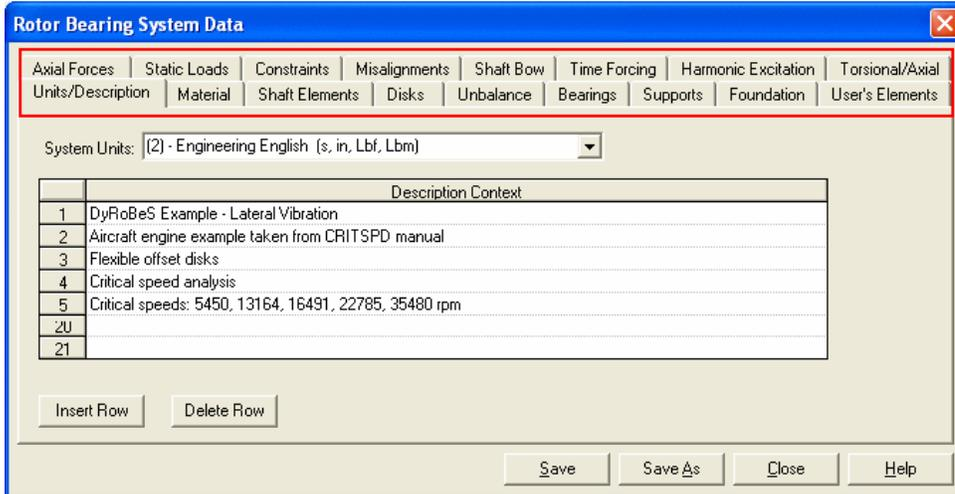 Rotor Bearing System Data
Axial Forces Static Loads Constraints Misalignments Shaft Bow Time Forcing Harmonic Excitation Torsional/Axial
Units/Description Material Shaft Elements Disks Unbalance Bearings Supports Foundation User's Elements
System Units: (2) - Engineering English (s, in, Lbf, Lbm)
Description Context
1 DyRoBeS Example - Lateral Vibration
2 Aircraft engine example taken from CRITSPD manual
3 Flexible offset disks
4 Critical speed analysis
5 Critical speeds: 5450, 13164, 16491, 22785, 35480 rpm
20
21
Insert Row Delete Row
Save Save As Close Help